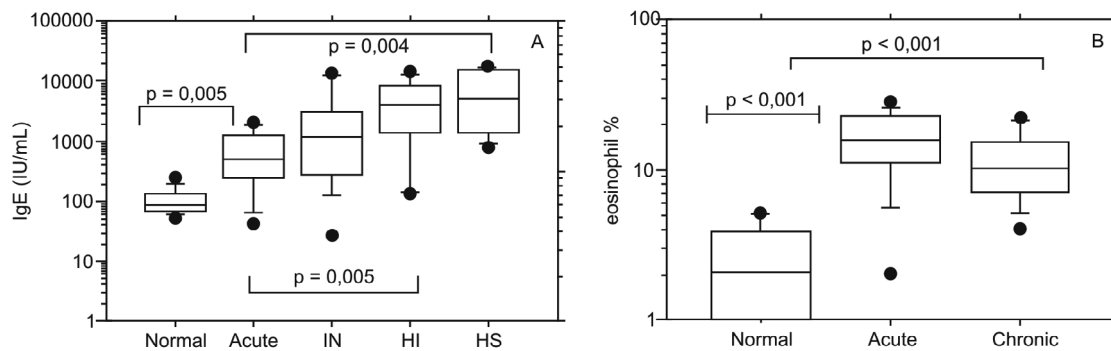 A
IgE (IU/mL)
100000
10000
1000
100
10
1
p = 0,004
p = 0,005
p = 0,005
Normal Acute IN HI HS
B
eosinophil %
100
10
1
p < 0,001
p < 0,001
Normal Acute Chronic